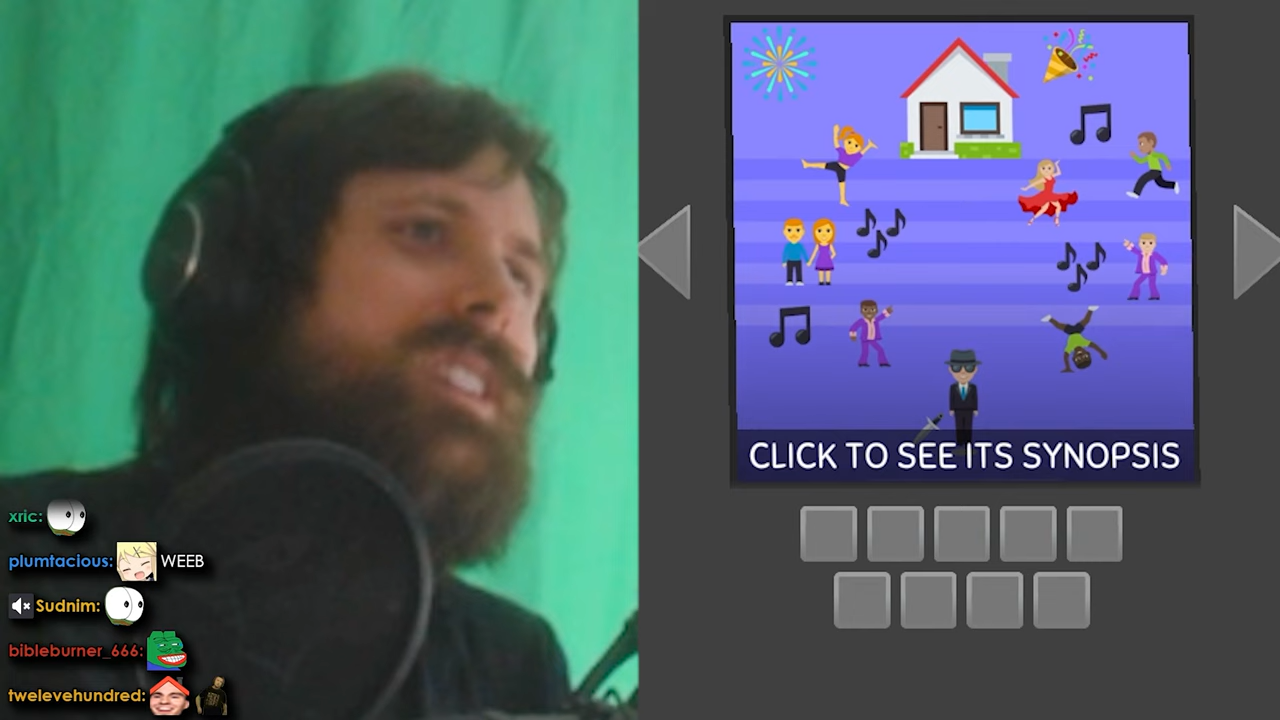 CLICK TO SEE ITS SYNOPSIS
xric:
plumtacious: WEEB
Sudnim:
bibleburner_666:
twelevehundred: